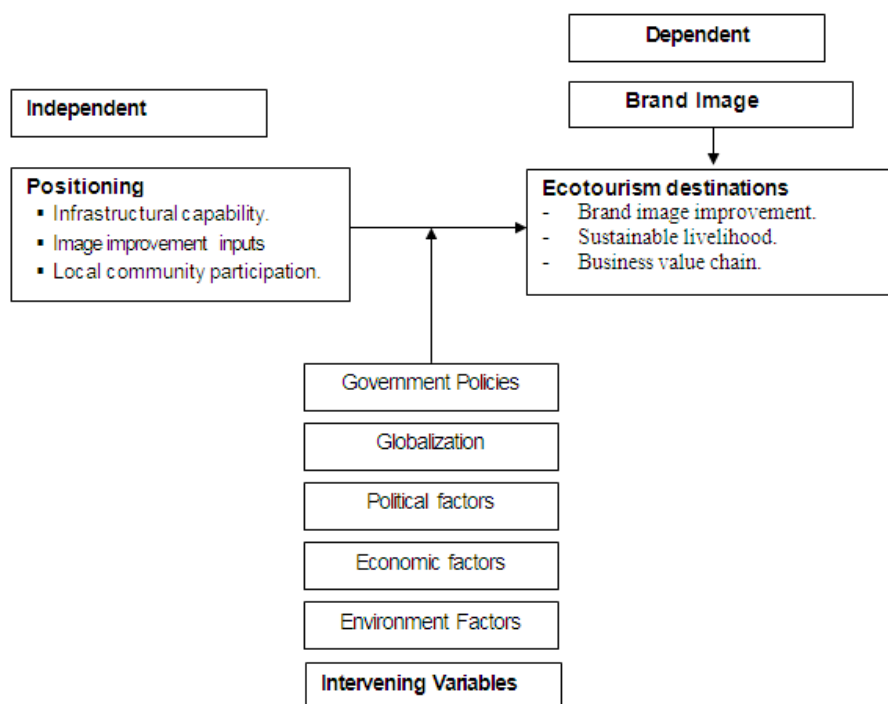 Dependent
Independent
Brand Image
Positioning
▪ Infrastructural capability.
▪ Image improvement inputs
▪ Local community participation.
Ecotourism destinations
- Brand image improvement.
- Sustainable livelihood.
- Business value chain.
Government Policies
Globalization
Political factors
Economic factors
Environment Factors
Intervening Variables